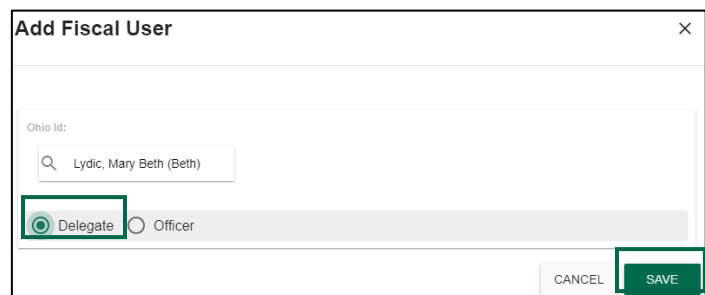 Add Fiscal User
Ohio Id:
Lydic, Mary Beth (Beth)
Delegate Officer
CANCEL SAVE